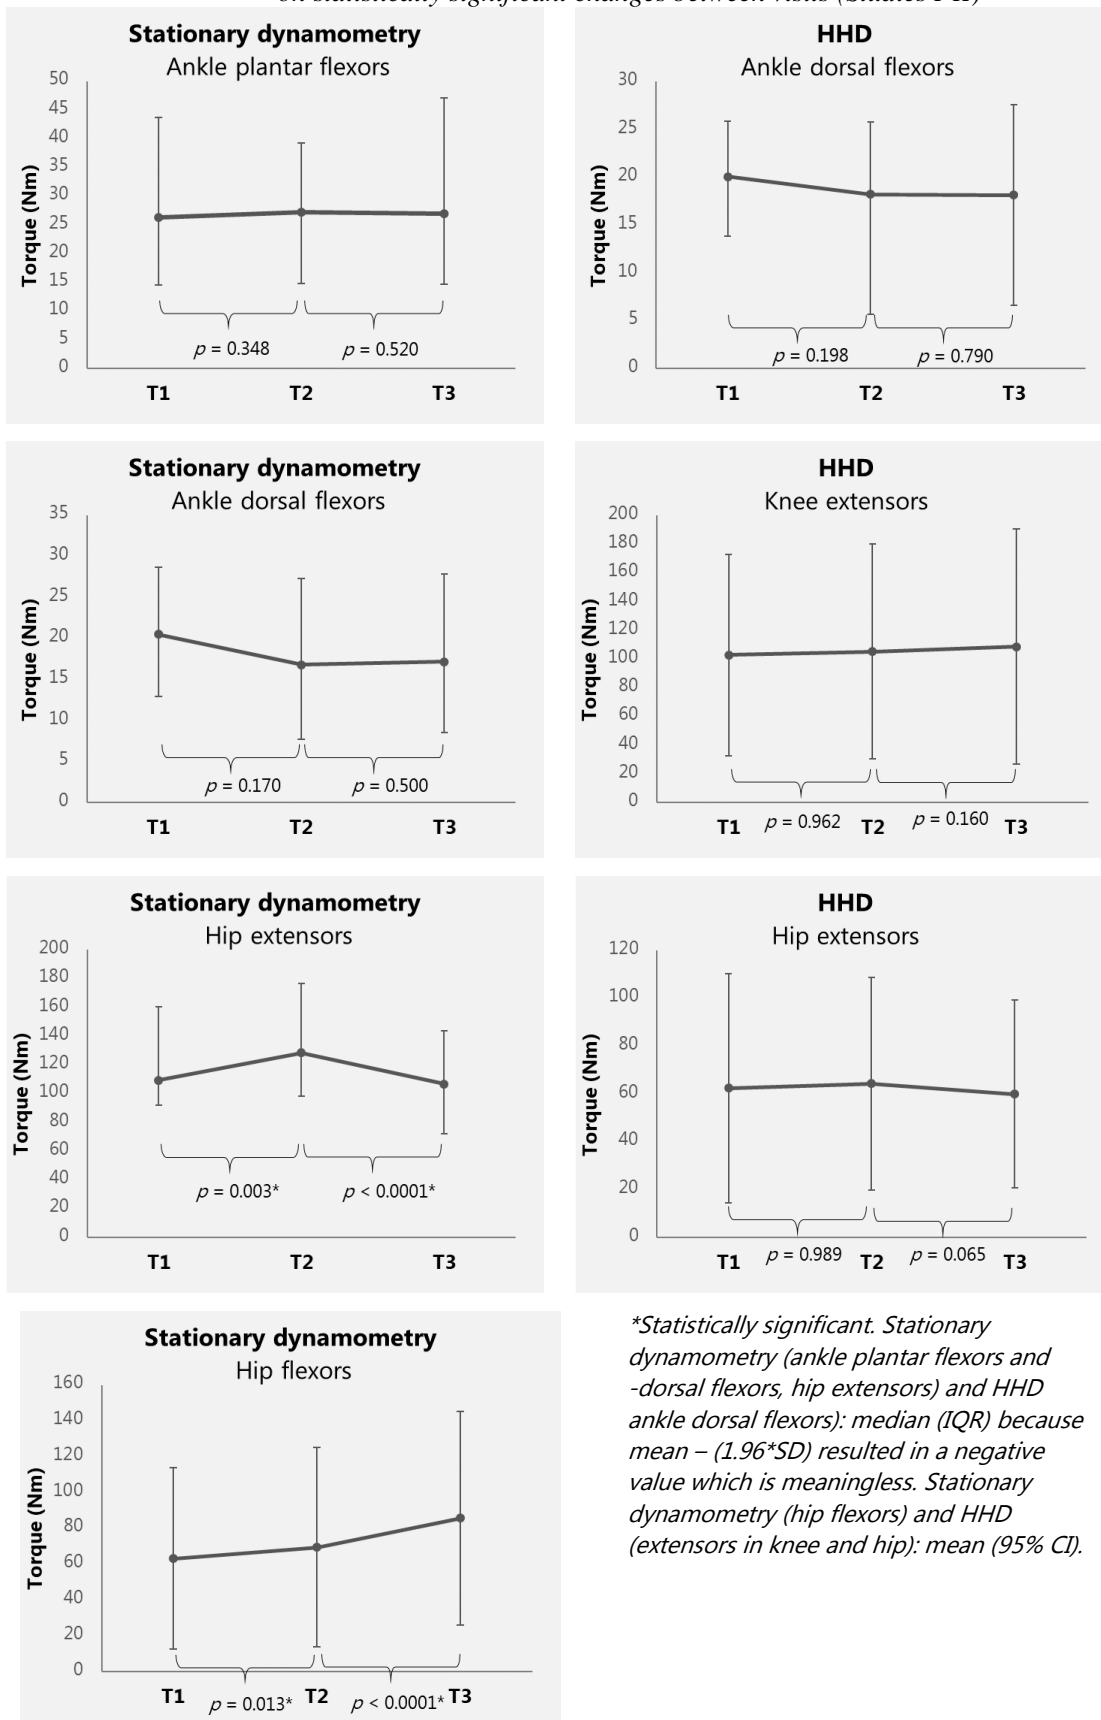 on statistically significant changes between visits (Studies I-II)
Stationary dynamometry
Ankle plantar flexors
Torque (Nm)
50
45
40
35
30
25
20
15
10
5
0
p = 0.348
p = 0.520
T1
T2
T3
HHD
Ankle dorsal flexors
Torque (Nm)
30
25
20
15
10
5
0
p = 0.198
p = 0.790
T1
T2
T3
Stationary dynamometry
Ankle dorsal flexors
Torque (Nm)
35
30
25
20
15
10
5
0
p = 0.170
p = 0.500
T1
T2
T3
HHD
Knee extensors
Torque (Nm)
200
180
160
140
120
100
80
60
40
20
0
T1
p = 0.962
T2
p = 0.160
T3
Stationary dynamometry
Hip extensors
Torque (Nm)
200
180
160
140
120
100
80
60
40
20
0
p = 0.003*
p < 0.0001*
T1
T2
T3
HHD
Hip extensors
Torque (Nm)
120
100
80
60
40
20
0
T1
p = 0.989
T2
p = 0.065
T3
Stationary dynamometry
Hip flexors
Torque (Nm)
160
140
120
100
80
60
40
20
0
T1
p = 0.013*
T2
p < 0.0001*
T3
*Statistically significant. Stationary
dynamometry (ankle plantar flexors and
-dorsal flexors, hip extensors) and HHD
ankle dorsal flexors): median (IQR) because
mean – (1.96*SD) resulted in a negative
value which is meaningless. Stationary
dynamometry (hip flexors) and HHD
(extensors in knee and hip): mean (95% CI).